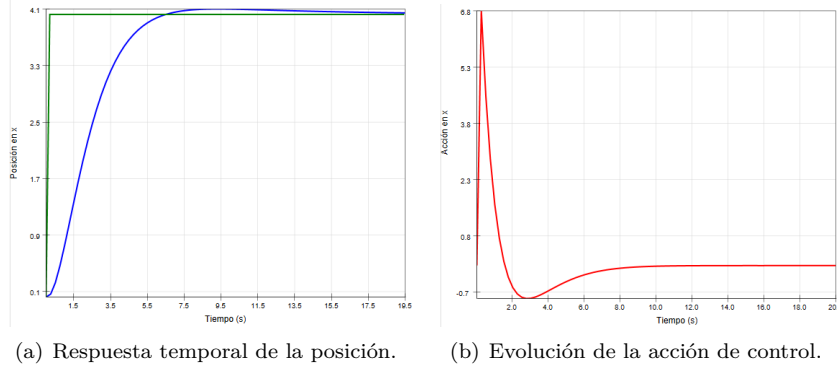 4.1
3.3
2.5
1.7
0.9
0.1
Posición en x
1.5 3.5 5.5 7.5 9.5 11.5 13.5 15.5 17.5 19.5
Tiempo (s)
(a) Respuesta temporal de la posición.
6.8
5.3
3.8
2.3
0.8
-0.7
Acción en x
2.0 4.0 6.0 8.0 10.0 12.0 14.0 16.0 18.0 20
Tiempo (s)
(b) Evolución de la acción de control.